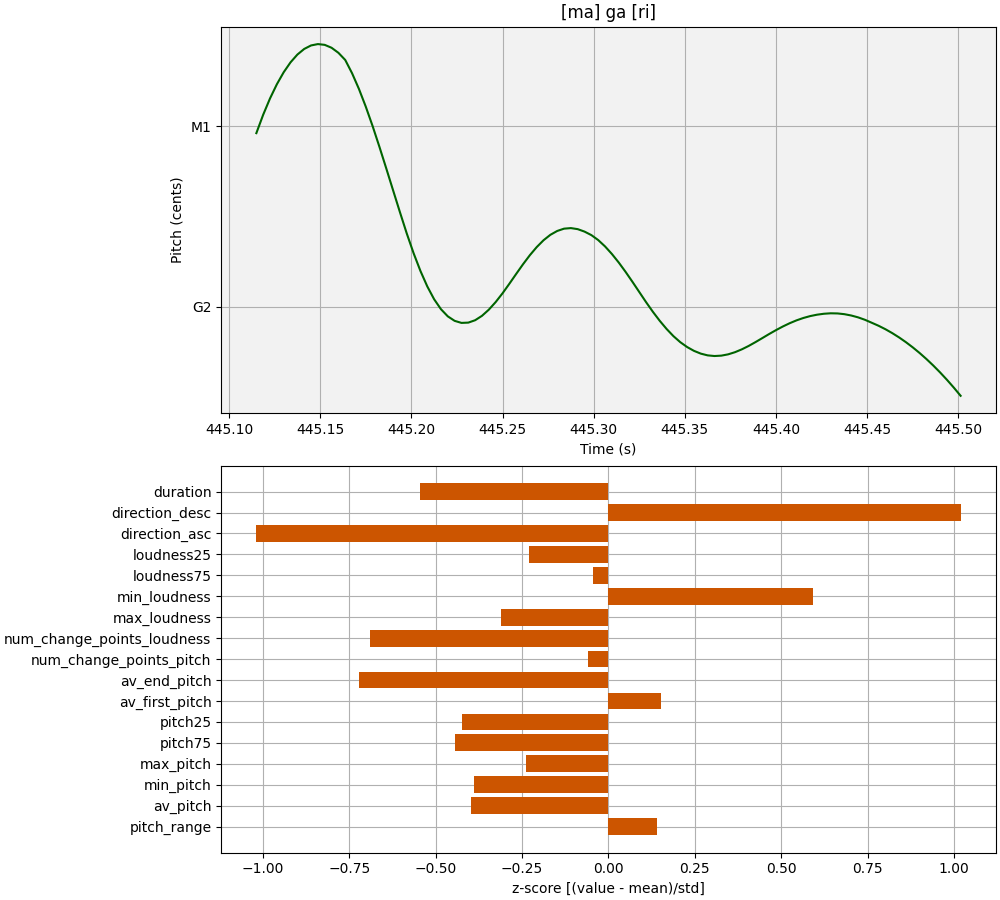 [ma] ga [ri]
Pitch (cents)
M1
G2
445.10 445.15 445.20 445.25 445.30 445.35 445.40 445.45 445.50
Time (s)
duration
direction_desc
direction_asc
loudness25
loudness75
min_loudness
max_loudness
num_change_points_loudness
num_change_points_pitch
av_end_pitch
av_first_pitch
pitch25
pitch75
max_pitch
min_pitch
av_pitch
pitch_range
−1.00 −0.75 −0.50 −0.25 0.00 0.25 0.50 0.75 1.00
z-score [(value - mean)/std]